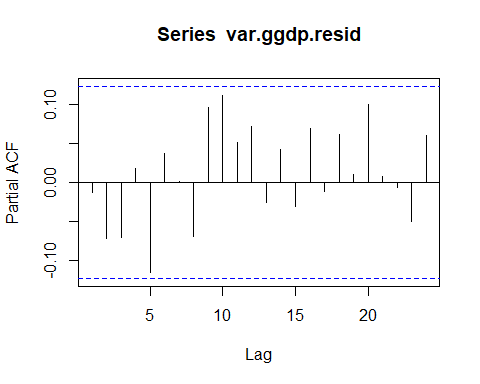 Series var.ggdp.resid
Partial ACF
0.10
0.00
-0.10
5 10 15 20
Lag